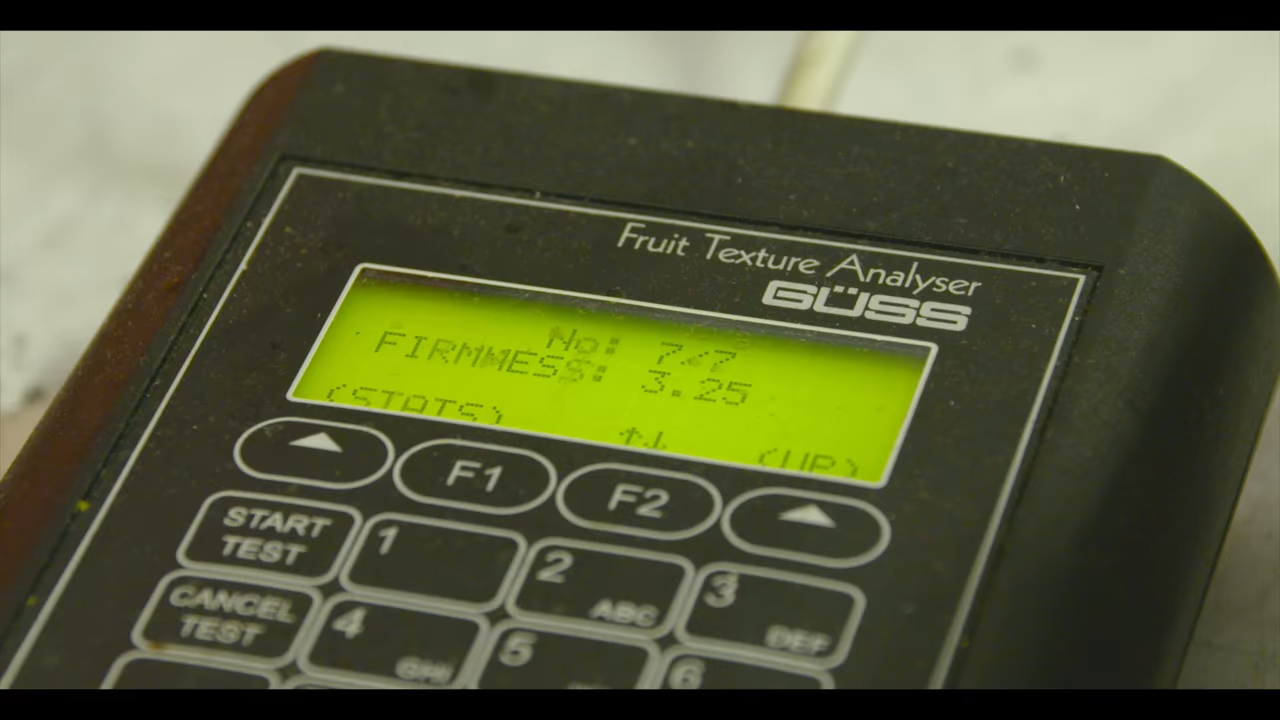 Fruit Texture Analyser
GÜSS
No: 7/7
FIRMMESS: 3.25
(STATS) ↑↓ (UP)
F1 F2
START TEST
1
2 ABC
3 DEF
CANCEL TEST
4 GHI
5
6